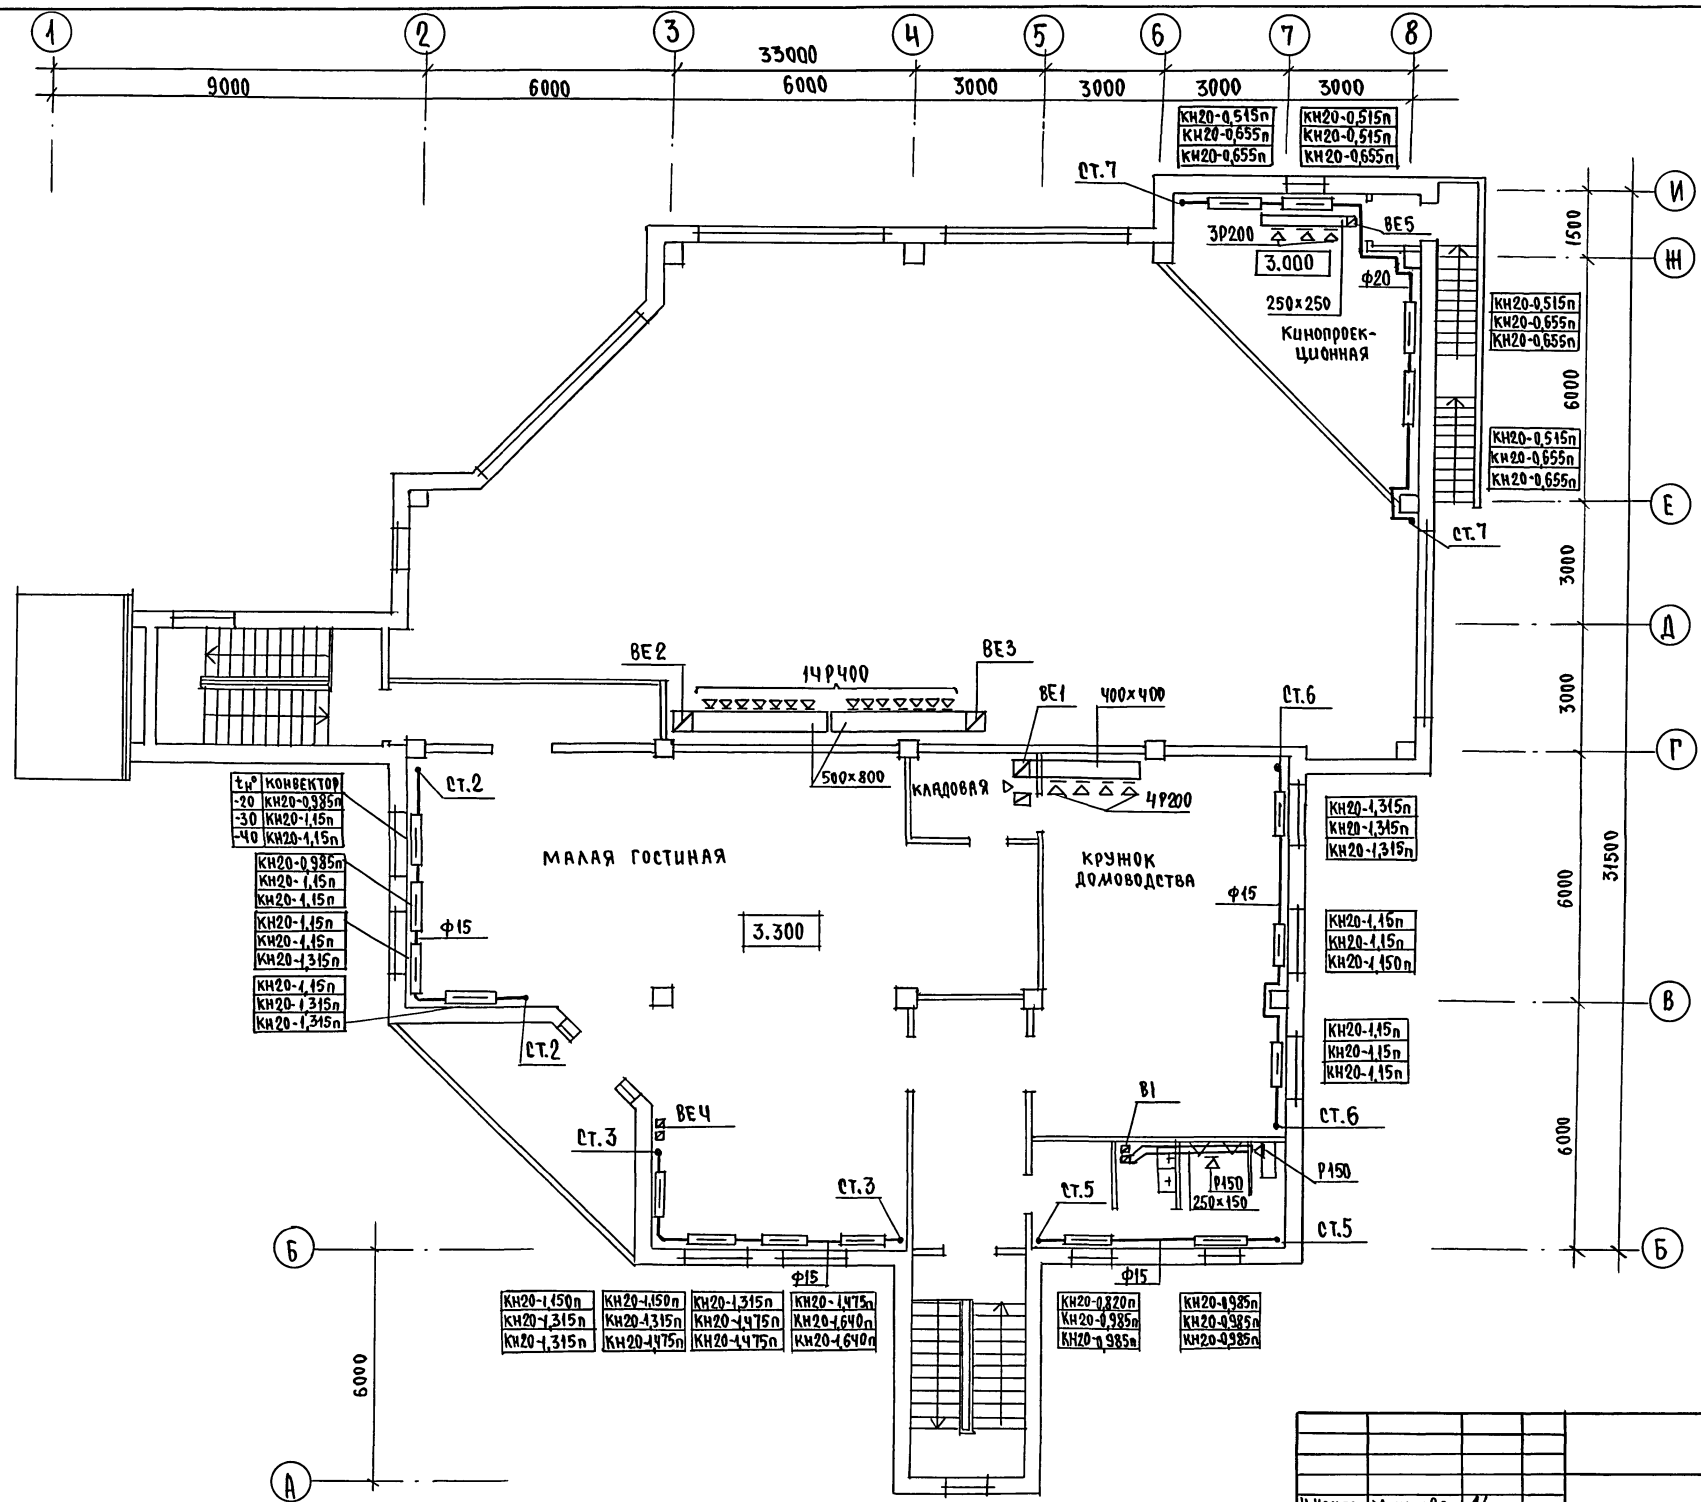 1 2 3 4 5 6 7 8
33000
9000 6000 6000 3000 3000 3000 3000
КН20-0,515п
КН20-0,655п
КН20-0,655п
КН20-0,515п
КН20-0,515п
КН20-0,655п
СТ.7
И
ВЕ5
3Р200
1500
3.000
Ж
ф20
250×250
КН20-0,515п
КН20-0,655п
КН20-0,655п
КИНОПРОЕК-
ЦИОННАЯ
6000
КН20-0,515п
КН20-0,655п
КН20-0,655п
Е
СТ.7
3000
Д
ВЕ2
14Р400
ВЕ3
ВЕ1
400×400
СТ.6
3000
Г
500×800
КЛАДОВАЯ
4Р200
tн° КОНВЕКТОР
-20 КН20-0,985п
-30 КН20-1,15п
-40 КН20-1,15п
СТ.2
КН20-1,315п
КН20-1,315п
КН20-1,315п
МАЛАЯ ГОСТИНАЯ
КРУЖОК
ДОМОВОДСТВА
КН20-0,985п
КН20-1,15п
КН20-1,15п
31500
6000
ф15
КН20-1,15п
КН20-1,15п
КН20-1,315п
ф15
3.300
КН20-1,15п
КН20-1,15п
КН20-1,150п
КН20-1,15п
КН20-1,315п
КН20-1,315п
В
СТ.2
КН20-1,15п
КН20-1,15п
КН20-1,15п
В1
ВЕ4
СТ.6
СТ.3
6000
Р150
Р150
250×150
СТ.3
СТ.5
СТ.5
Б
Б
ф15
ф15
КН20-1,150п
КН20-1,315п
КН20-1,315п
КН20-1,150п
КН20-1,315п
КН20-1,475п
КН20-1,315п
КН20-1,475п
КН20-1,475п
КН20-1,475п
КН20-1,640п
КН20-1,640п
КН20-0,820п
КН20-0,985п
КН20-0,985п
КН20-0,985п
КН20-0,985п
КН20-0,985п
6000
А